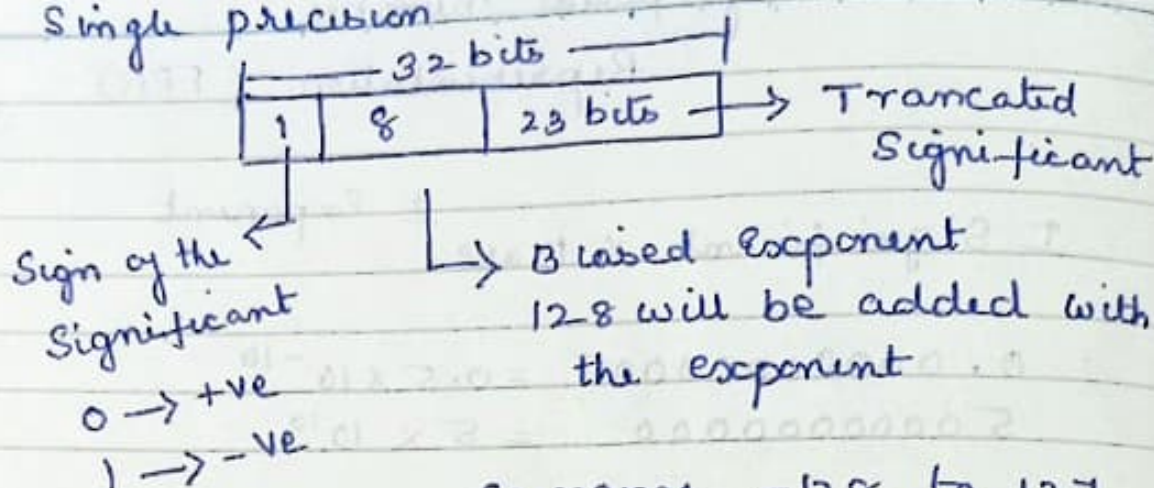 Single precision
32 bits
1 8 23 bits
Trancated
Significant
Sign of the
Significant
0 → +ve
1 → -ve
Biased Exponent
128 will be added with
the exponent